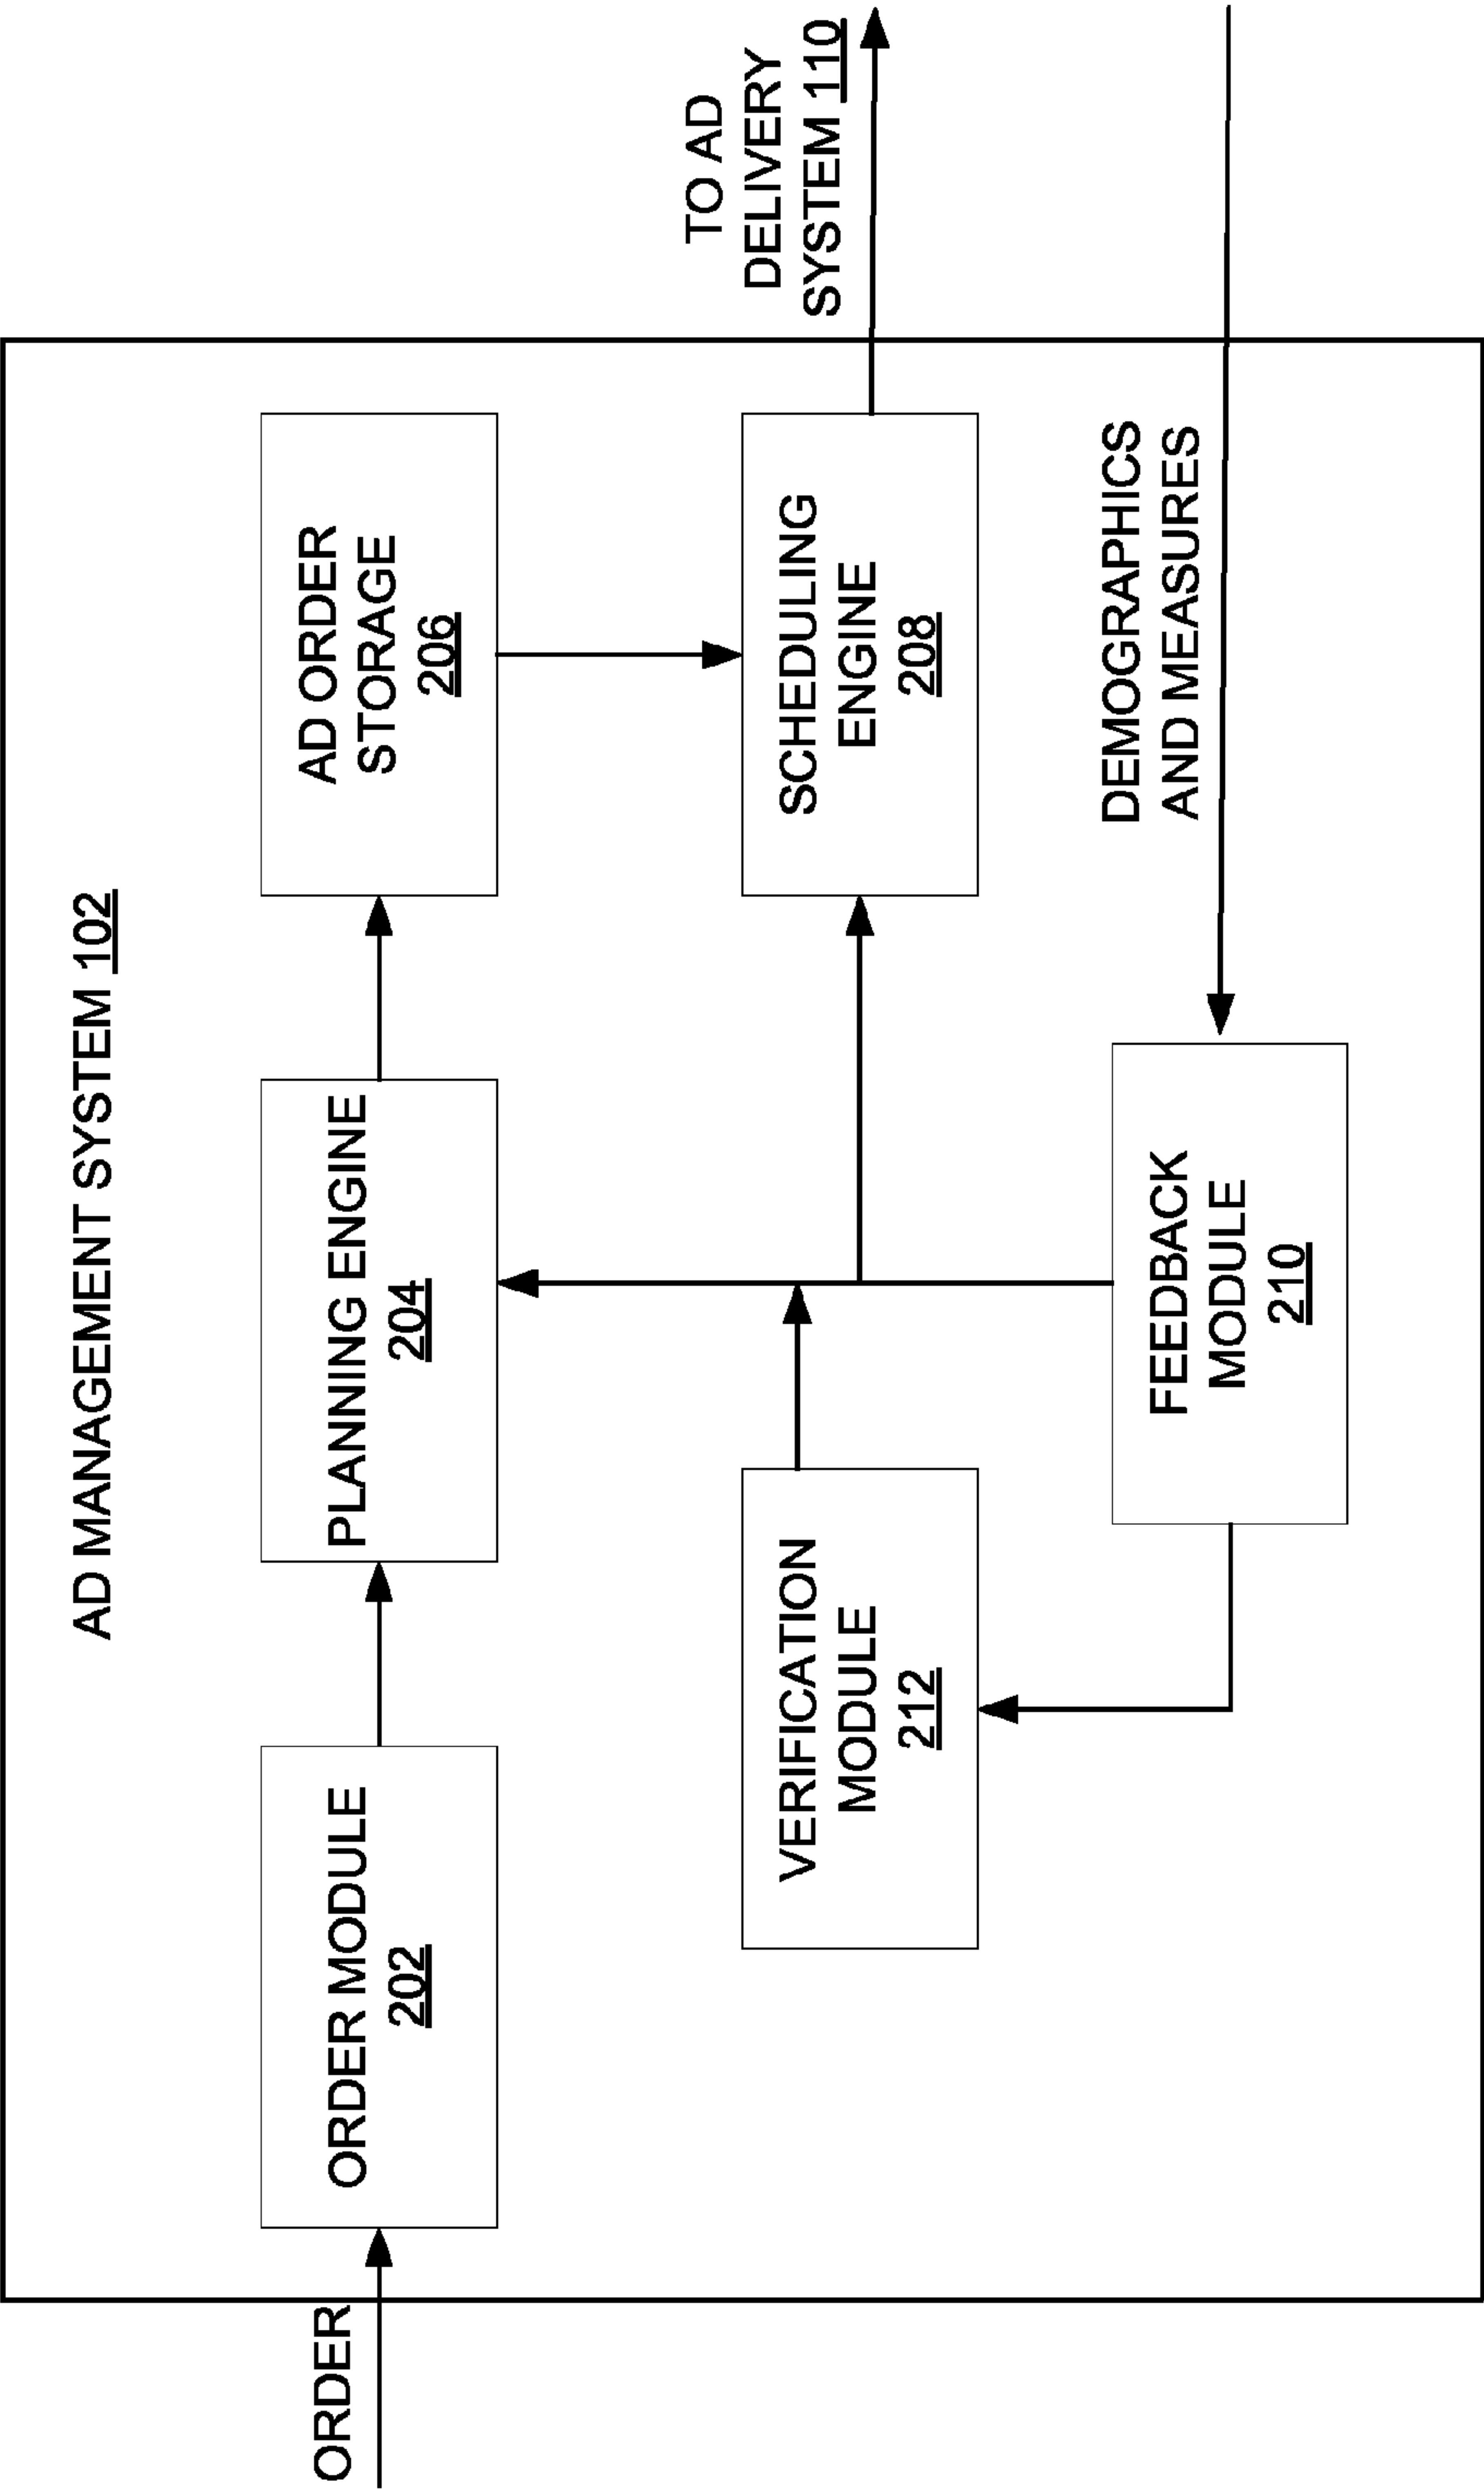 AD MANAGEMENT SYSTEM 102
ORDER
ORDER MODULE
202
PLANNING ENGINE
204
AD ORDER
STORAGE
206
TO AD
DELIVERY
SYSTEM 110
VERIFICATION
MODULE
212
SCHEDULING
ENGINE
208
FEEDBACK
MODULE
210
DEMOGRAPHICS
AND MEASURES